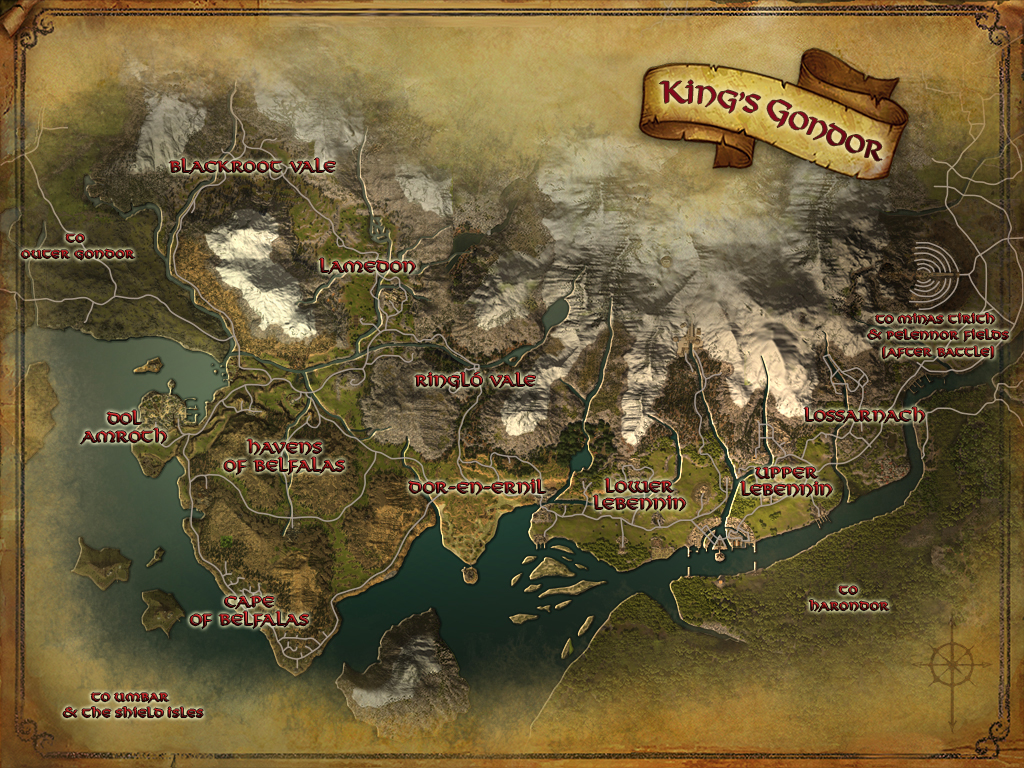 King's Gondor
Blackroot Vale
to
Outer Gondor
Lamedon
to Minas Tirith
& Pelennor Fields
(After Battle)
Ringló Vale
Dol
Amroth
Lossarnach
Havens
of Belfalas
Dor-en-Ernil
Lower
Lebennin
Upper
Lebennin
Cape
of Belfalas
to
Harondor
to Umbar
& the Shield Isles